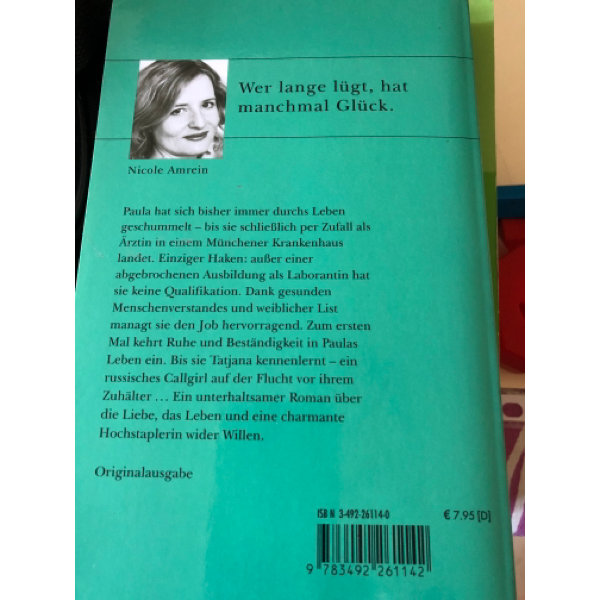 Wer lange lügt, hat
manchmal Glück.
Nicole Amrein
Paula hat sich bisher immer durchs Leben
geschummelt – bis sie schließlich per Zufall als
Ärztin in einem Münchener Krankenhaus
landet. Einziger Haken: außer einer
abgebrochenen Ausbildung als Laborantin hat
sie keine Qualifikation. Dank gesunden
Menschenverstandes und weiblicher List
managt sie den Job hervorragend. Zum ersten
Mal kehrt Ruhe und Beständigkeit in Paulas
Leben ein. Bis sie Tatjana kennenlernt – ein
russisches Callgirl auf der Flucht vor ihrem
Zuhälter … Ein unterhaltsamer Roman über
die Liebe, das Leben und eine charmante
Hochstaplerin wider Willen.
Originalausgabe
ISBN 3-492-26114-0
€ 7.95 [D]
9 783492 261142